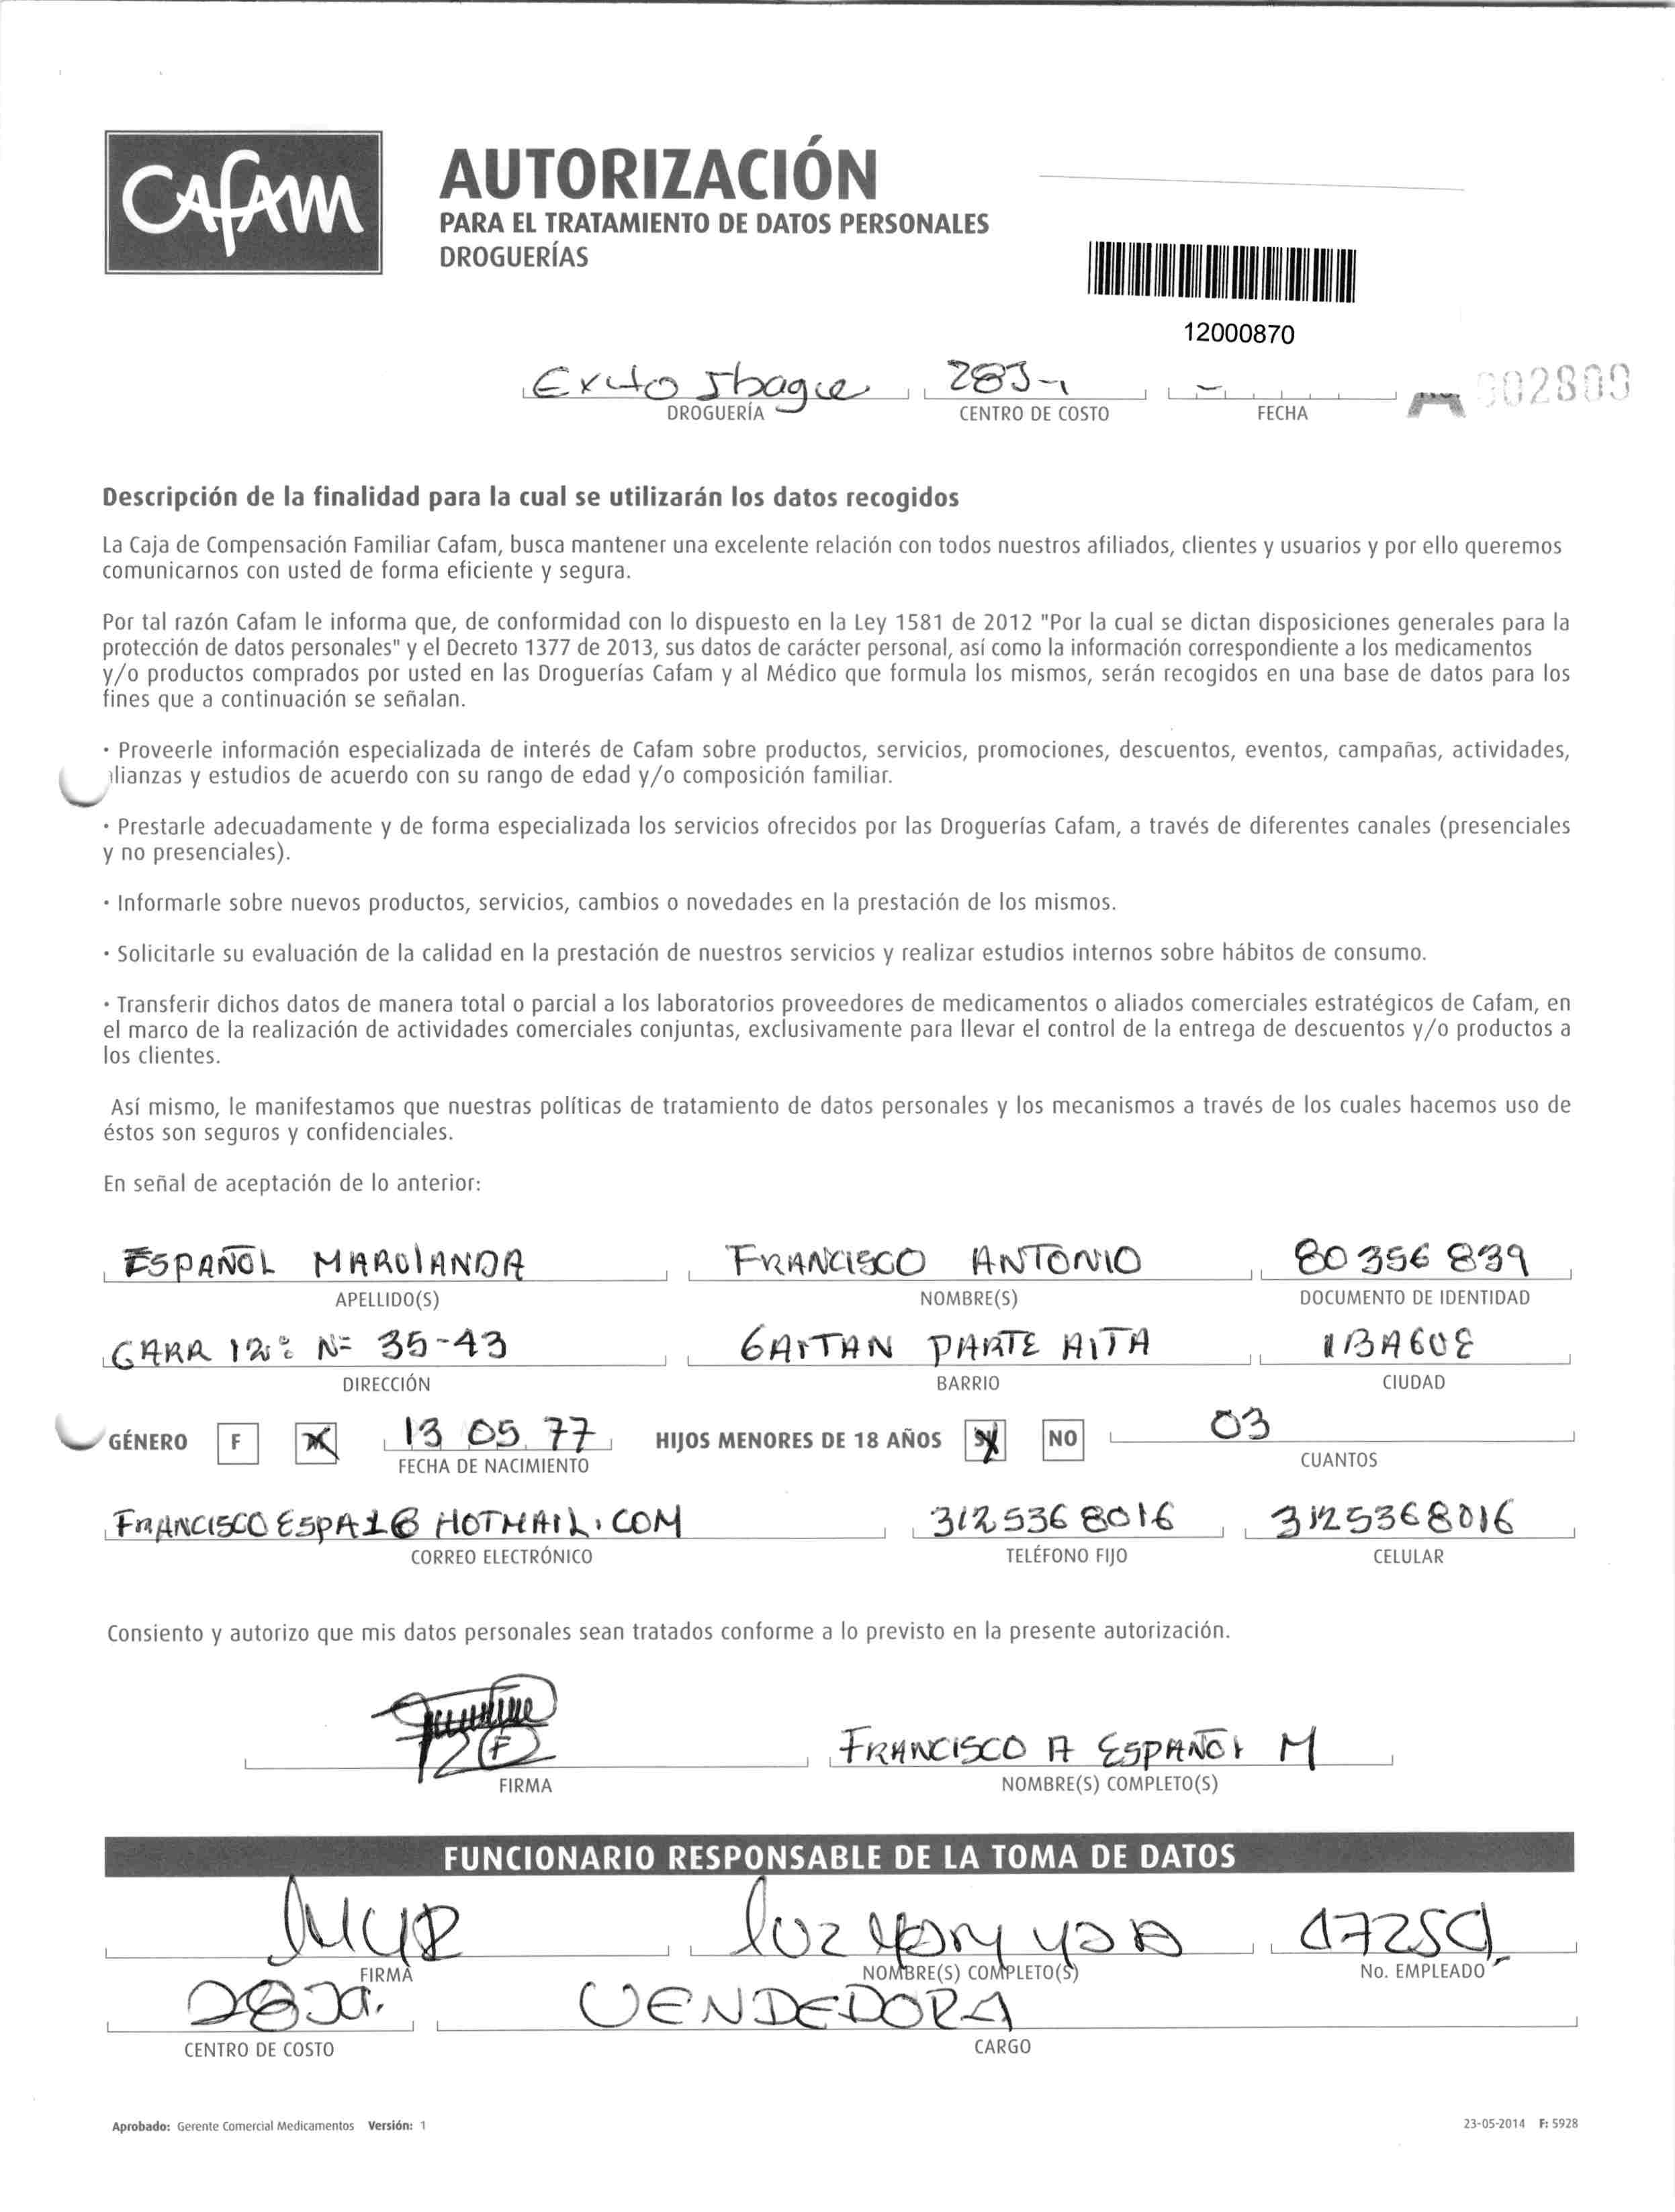 CAFAM
AUTORIZACIÓN
PARA EL TRATAMIENTO DE DATOS PERSONALES
DROGUERÍAS
12000870
Exito Ibague
DROGUERÍA
CENTRO DE COSTO
FECHA
002809
Descripción de la finalidad para la cual se utilizarán los datos recogidos
La Caja de Compensación Familiar Cafam, busca mantener una excelente relación con todos nuestros afiliados, clientes y usuarios y por ello queremos
comunicarnos con usted de forma eficiente y segura.
Por tal razón Cafam le informa que, de conformidad con lo dispuesto en la Ley 1581 de 2012 "Por la cual se dictan disposiciones generales para la
protección de datos personales" y el Decreto 1377 de 2013, sus datos de carácter personal, así como la información correspondiente a los medicamentos
y/o productos comprados por usted en las Droguerías Cafam y al Médico que formula los mismos, serán recogidos en una base de datos para los
fines que a continuación se señalan.
· Proveerle información especializada de interés de Cafam sobre productos, servicios, promociones, descuentos, eventos, campañas, actividades,
alianzas y estudios de acuerdo con su rango de edad y/o composición familiar.
· Prestarle adecuadamente y de forma especializada los servicios ofrecidos por las Droguerías Cafam, a través de diferentes canales (presenciales
y no presenciales).
· Informarle sobre nuevos productos, servicios, cambios o novedades en la prestación de los mismos.
· Solicitarle su evaluación de la calidad en la prestación de nuestros servicios y realizar estudios internos sobre hábitos de consumo.
· Transferir dichos datos de manera total o parcial a los laboratorios proveedores de medicamentos o aliados comerciales estratégicos de Cafam, en
el marco de la realización de actividades comerciales conjuntas, exclusivamente para llevar el control de la entrega de descuentos y/o productos a
los clientes.
Así mismo, le manifestamos que nuestras políticas de tratamiento de datos personales y los mecanismos a través de los cuales hacemos uso de
éstos son seguros y confidenciales.
En señal de aceptación de lo anterior:
ESPAÑOL MARULANDA FRANCISCO ANTONIO 80356839
APELLIDO(S) NOMBRE(S) DOCUMENTO DE IDENTIDAD
CARR 12 Nº 35-43 GAITAN PARTE ALTA IBAGUE
DIRECCIÓN BARRIO CIUDAD
GÉNERO F 13 05 77 HIJOS MENORES DE 18 AÑOS SI NO 03
FECHA DE NACIMIENTO CUANTOS
FRANCISCOESPA1@HOTMAIL.COM 3125368016 3125368016
CORREO ELECTRÓNICO TELÉFONO FIJO CELULAR
Consiento y autorizo que mis datos personales sean tratados conforme a lo previsto en la presente autorización.
FRANCISCO A ESPAÑOL M
FIRMA NOMBRE(S) COMPLETO(S)
FUNCIONARIO RESPONSABLE DE LA TOMA DE DATOS
luz
FIRMA NOMBRE(S) COMPLETO(S) No. EMPLEADO
VENDEDORA
CENTRO DE COSTO CARGO
Aprobado: Gerente Comercial Medicamentos Versión: 1 23-05-2014 F: 5928